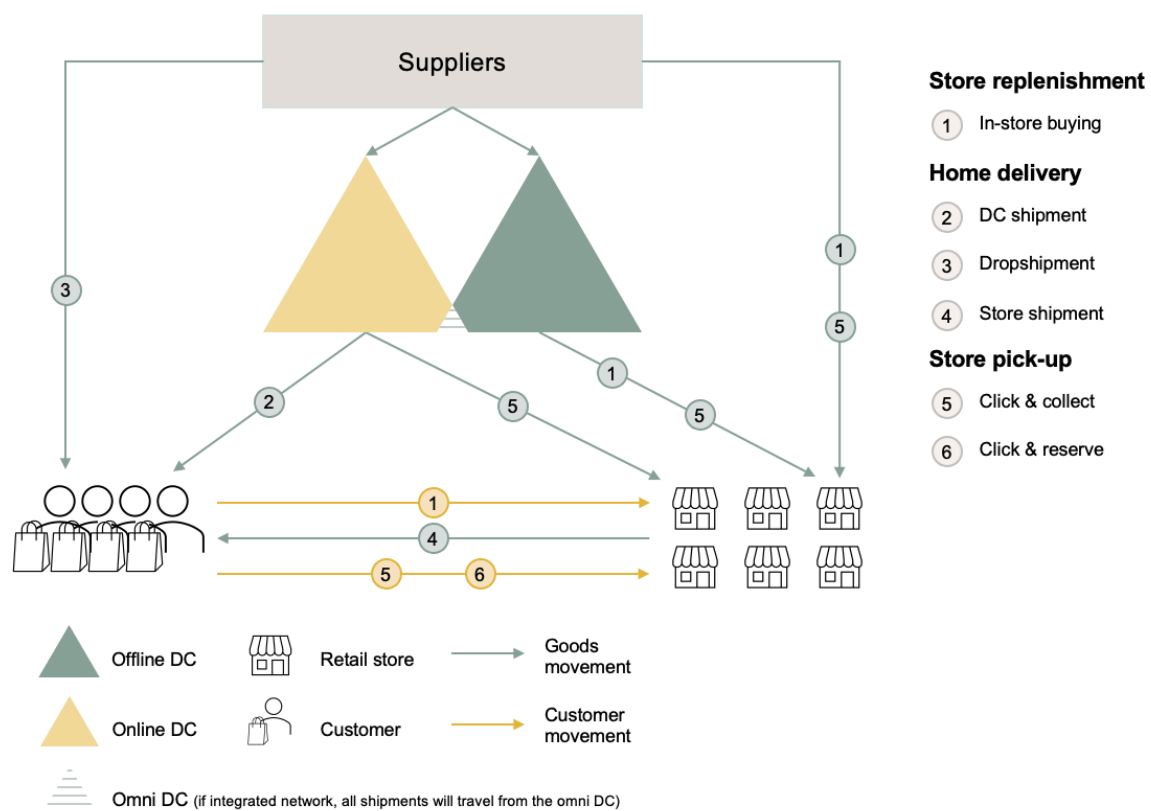 Suppliers
Store replenishment
1 In-store buying
Home delivery
2 DC shipment
3 Dropshipment
4 Store shipment
Store pick-up
5 Click & collect
6 Click & reserve
1
3
5
1
2
5
5
1
4
5 6
Offline DC
Retail store
Goods
movement
Online DC
Customer
Customer
movement
Omni DC (if integrated network, all shipments will travel from the omni DC)